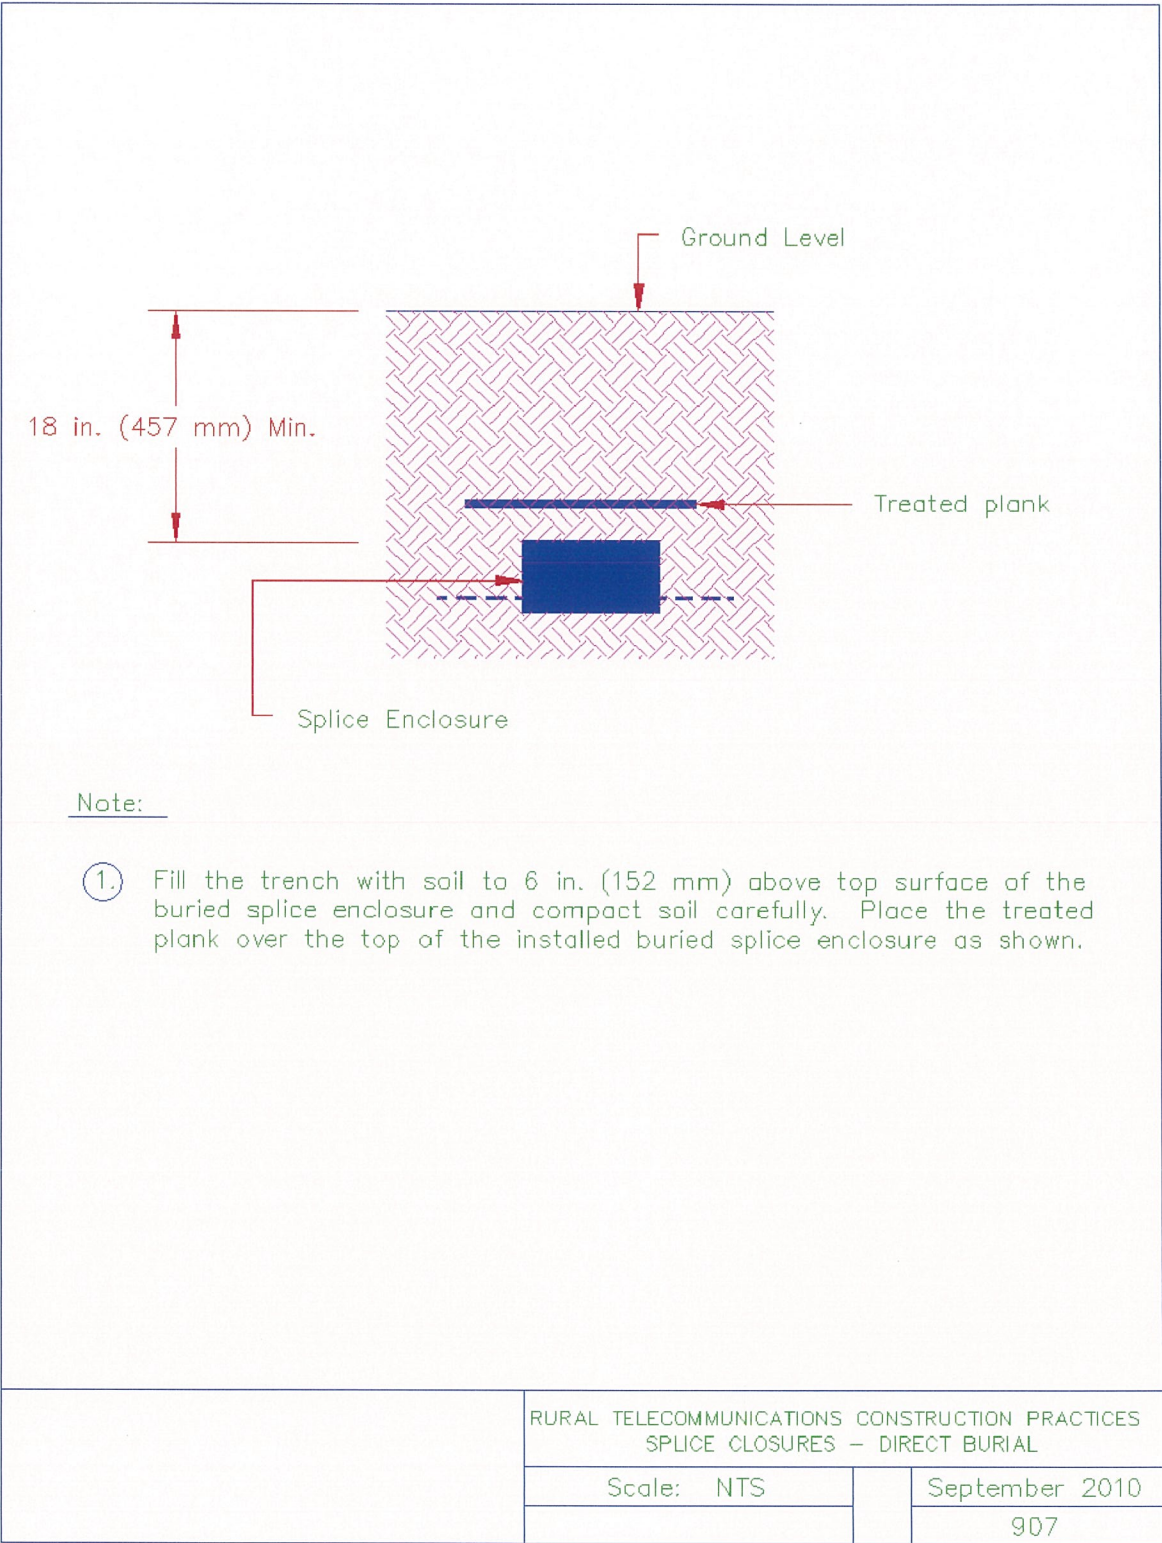 Ground Level
18 in. (457 mm) Min.
Treated plank
Splice Enclosure
Note:
1. Fill the trench with soil to 6 in. (152 mm) above top surface of the
buried splice enclosure and compact soil carefully. Place the treated
plank over the top of the installed buried splice enclosure as shown.
RURAL TELECOMMUNICATIONS CONSTRUCTION PRACTICES
SPLICE CLOSURES – DIRECT BURIAL
Scale: NTS
September 2010
907